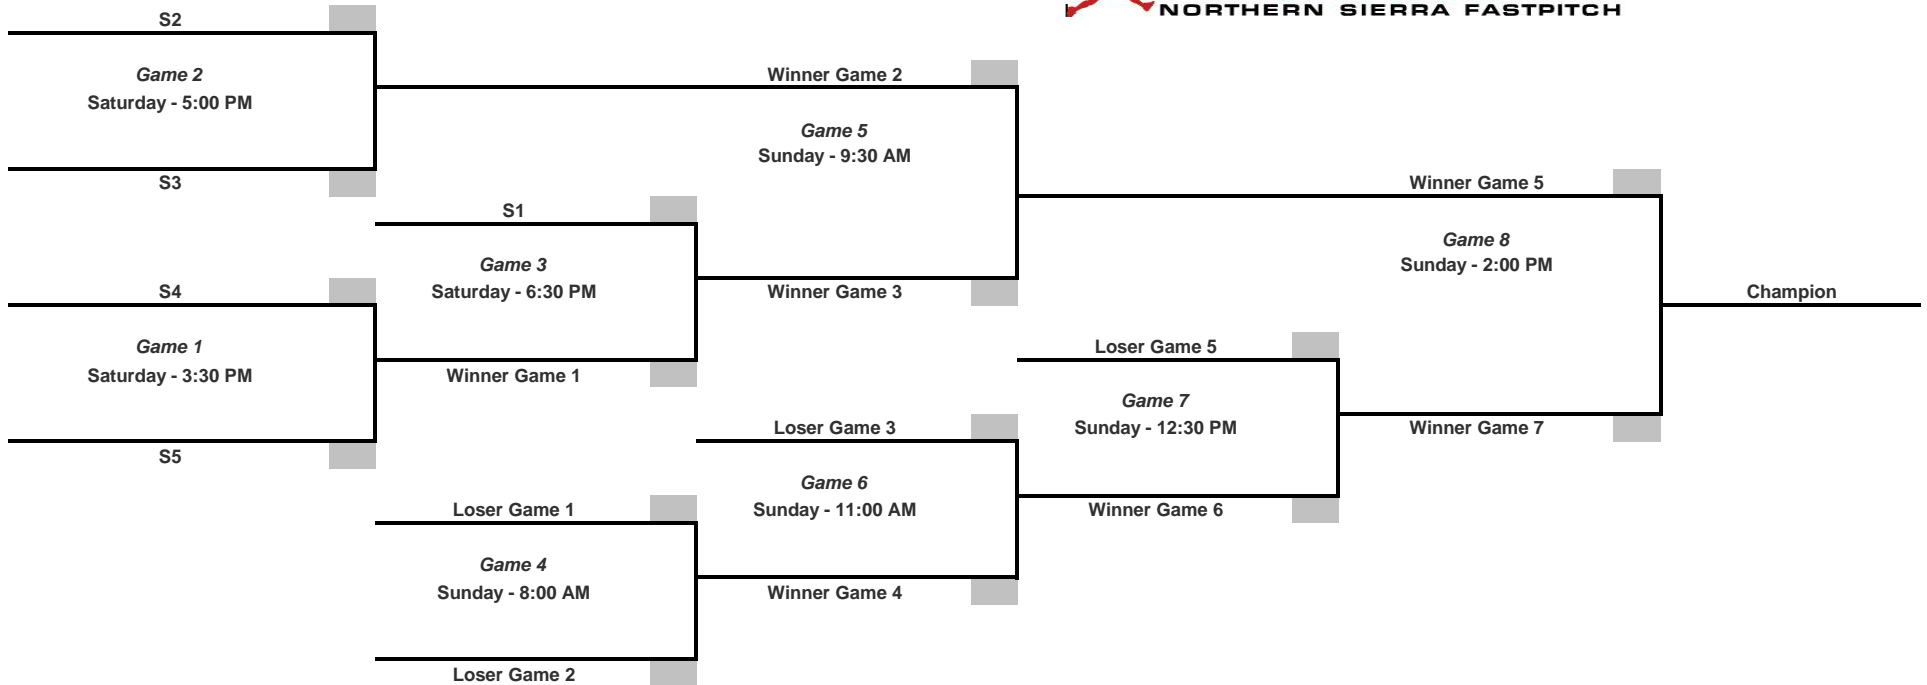 NORTHERN SIERRA FASTPITCH
S2
Game 2
Saturday - 5:00 PM
S3
Winner Game 2
Game 5
Sunday - 9:30 AM
Winner Game 3
S1
Game 3
Saturday - 6:30 PM
Winner Game 1
S4
Game 1
Saturday - 3:30 PM
S5
Winner Game 5
Game 8
Sunday - 2:00 PM
Winner Game 7
Champion
Loser Game 5
Game 7
Sunday - 12:30 PM
Winner Game 6
Loser Game 3
Game 6
Sunday - 11:00 AM
Winner Game 4
Loser Game 1
Game 4
Sunday - 8:00 AM
Loser Game 2